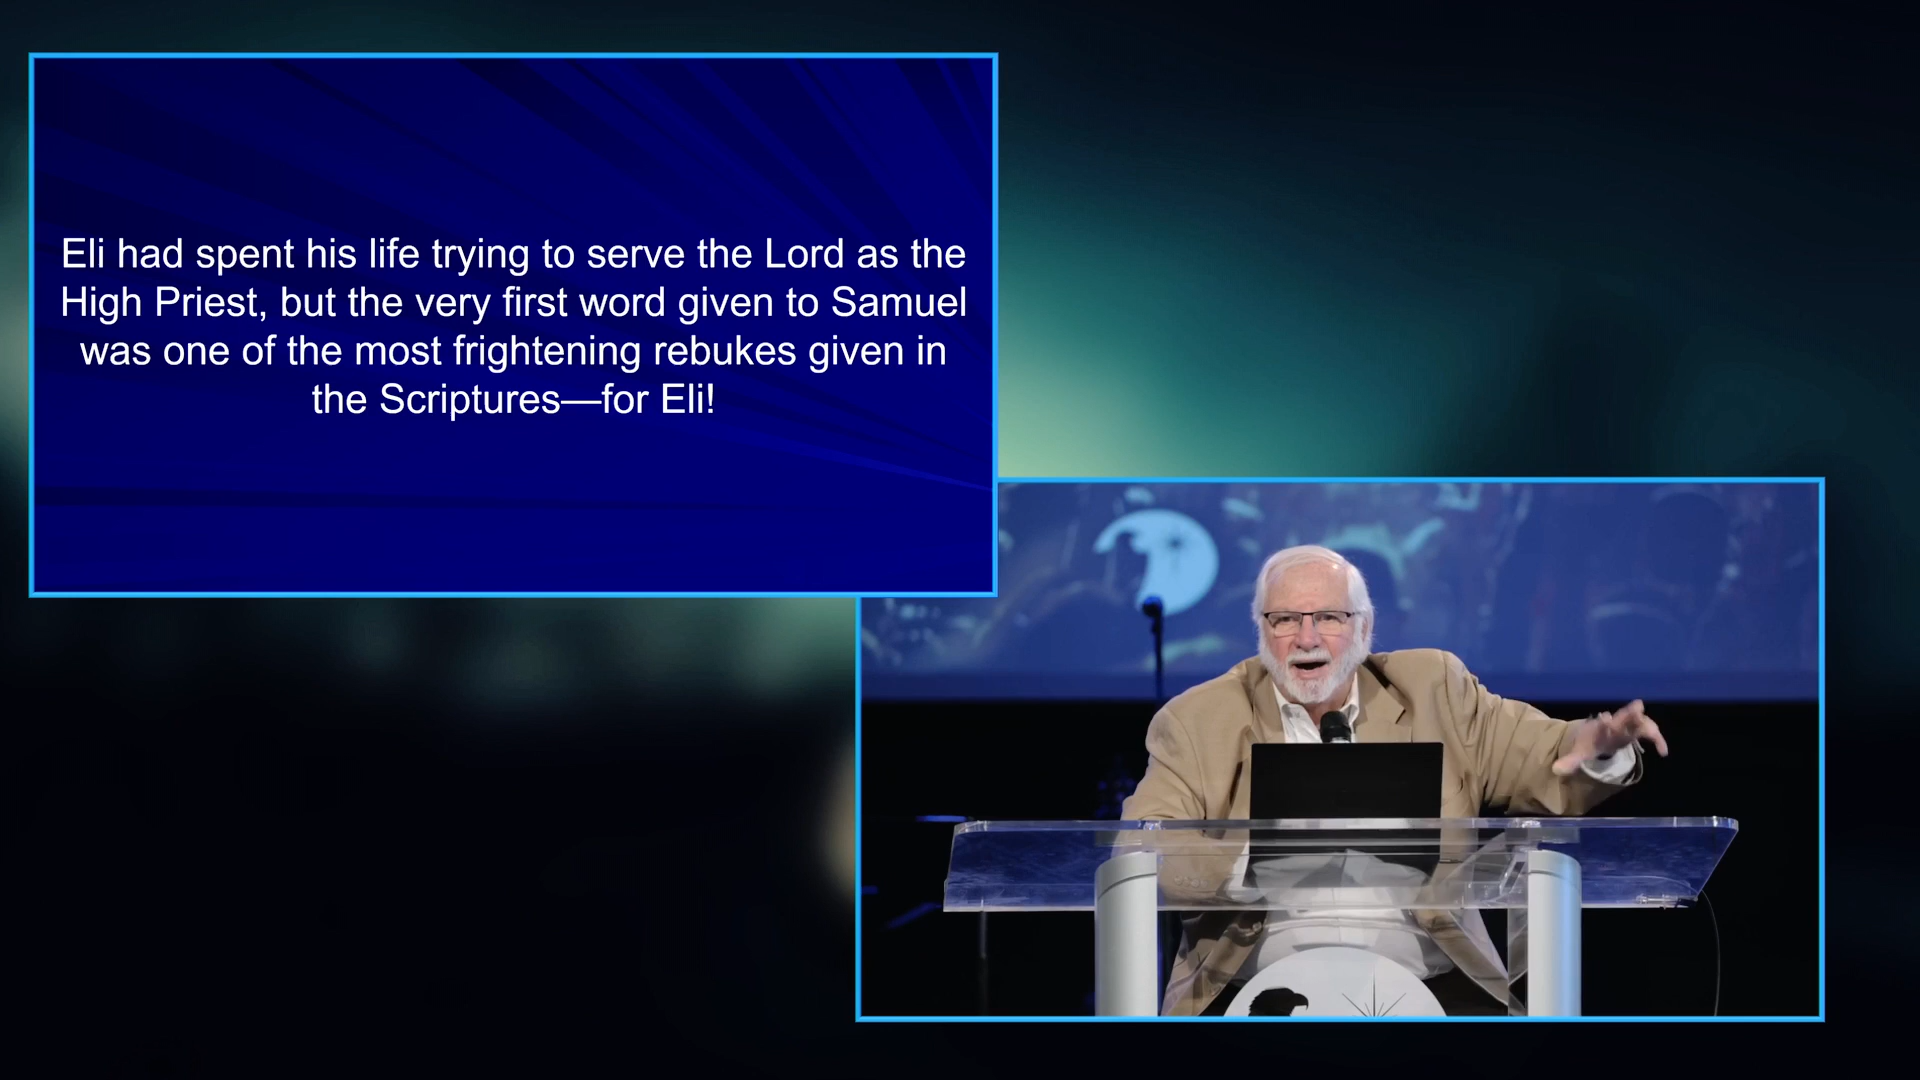 Eli had spent his life trying to serve the Lord as the
High Priest, but the very first word given to Samuel
was one of the most frightening rebukes given in
the Scriptures—for Eli!